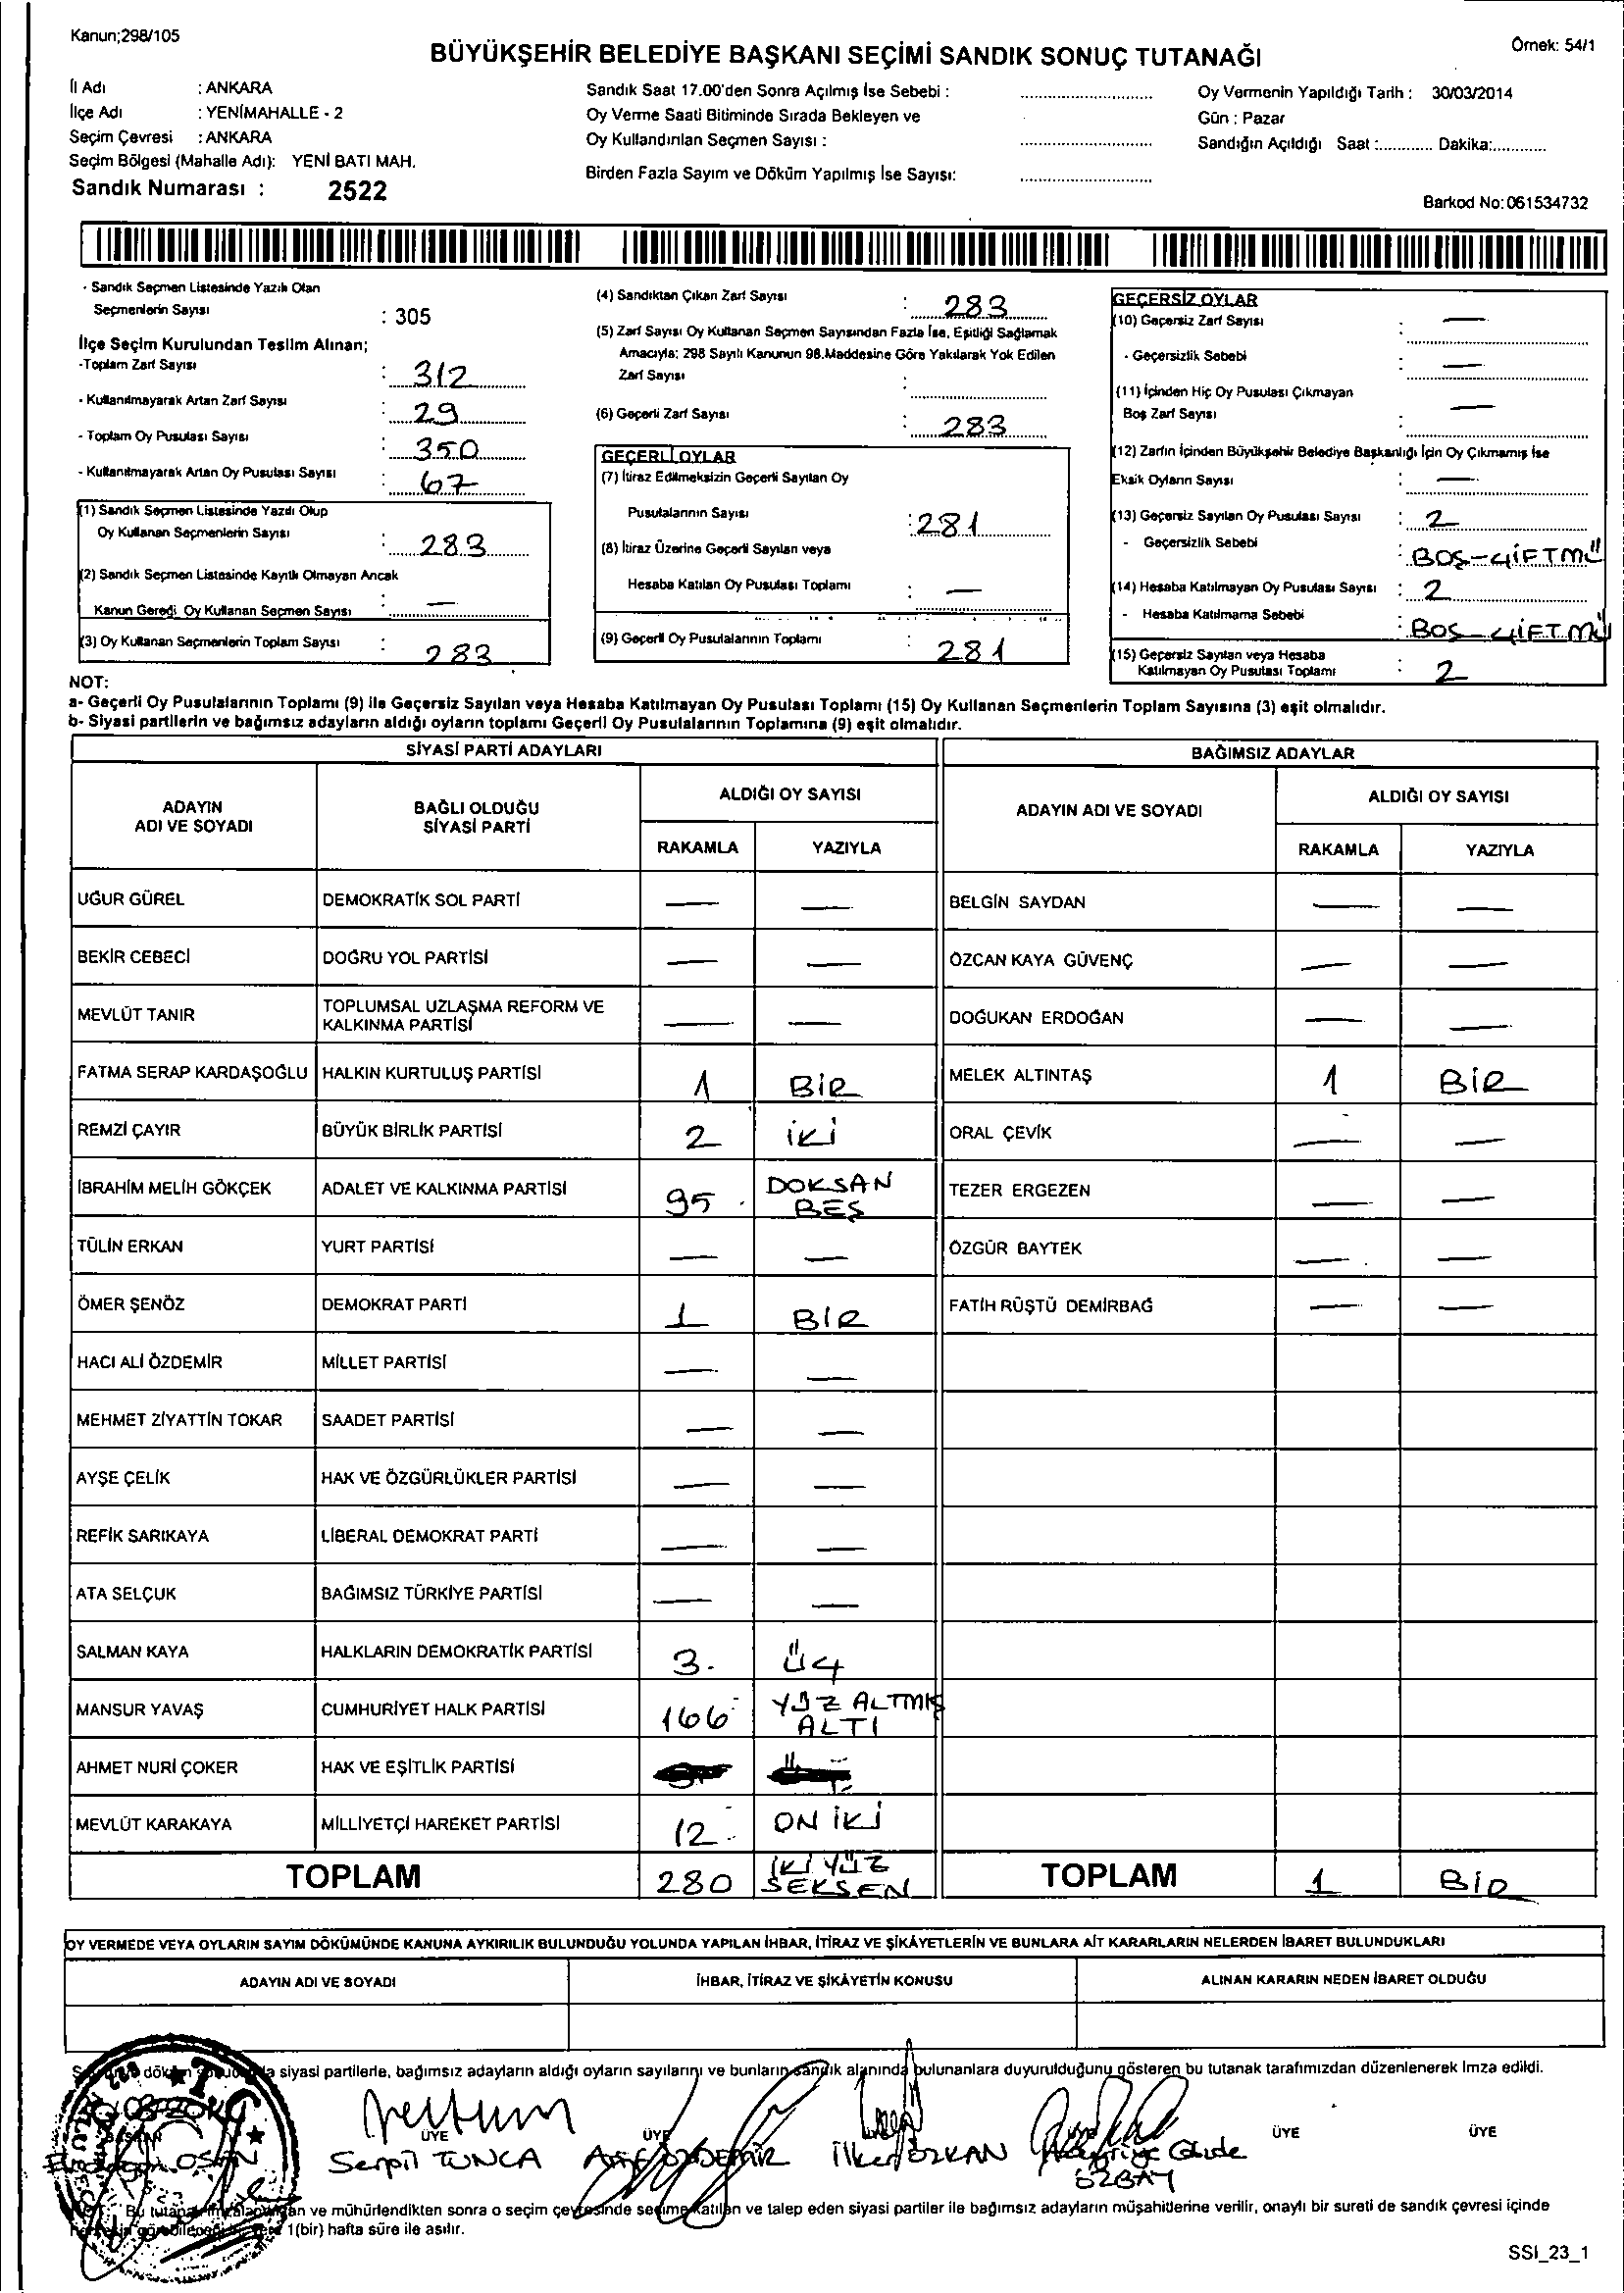 Kanun;298/105
Örnek: 54/1
BÜYÜKŞEHİR BELEDİYE BAŞKANI SEÇİMİ SANDIK SONUÇ TUTANAĞI
İl Adı : ANKARA
İlçe Adı : YENİMAHALLE - 2
Seçim Çevresi : ANKARA
Seçim Bölgesi (Mahalle Adı): YENİ BATI MAH.
Sandık Numarası : 2522
Sandık Saat 17.00'den Sonra Açılmış İse Sebebi :
Oy Verme Saati Bitiminde Sırada Bekleyen ve
Oy Kullandırılan Seçmen Sayısı :
Birden Fazla Sayım ve Döküm Yapılmış İse Sayısı:
Oy Vermenin Yapıldığı Tarih : 30/03/2014
Gün : Pazar
Sandığın Açıldığı Saat :............ Dakika:............
Barkod No:061534732
- Sandık Seçmen Listesinde Yazılı Olan
Seçmenlerin Sayısı : 305
İlçe Seçim Kurulundan Teslim Alınan;
-Toplam Zarf Sayısı : 312
- Kullanılmayarak Artan Zarf Sayısı : 29
- Toplam Oy Pusulası Sayısı : 350
- Kullanılmayarak Artan Oy Pusulası Sayısı : 67
(1) Sandık Seçmen Listesinde Yazılı Olup
Oy Kullanan Seçmenlerin Sayısı : 283
(2) Sandık Seçmen Listesinde Kayıtlı Olmayan Ancak
Kanun Gereği Oy Kullanan Seçmen Sayısı : —
(3) Oy Kullanan Seçmenlerin Toplam Sayısı : 283
(4) Sandıktan Çıkan Zarf Sayısı : 283
(5) Zarf Sayısı Oy Kullanan Seçmen Sayısından Fazla İse, Eşitliği Sağlamak
Amacıyla; 298 Sayılı Kanunun 98.Maddesine Göre Yakılarak Yok Edilen
Zarf Sayısı :
(6) Geçerli Zarf Sayısı : 283
GEÇERLİ OYLAR
(7) İtiraz Edilmeksizin Geçerli Sayılan Oy
Pusulalarının Sayısı : 281
(8) İtiraz Üzerine Geçerli Sayılan veya
Hesaba Katılan Oy Pusulası Toplamı : —
(9) Geçerli Oy Pusulalarının Toplamı : 281
GEÇERSİZ OYLAR
(10) Geçersiz Zarf Sayısı : —
- Geçersizlik Sebebi : —
(11) İçinden Hiç Oy Pusulası Çıkmayan
Boş Zarf Sayısı : —
(12) Zarfın İçinden Büyükşehir Belediye Başkanlığı İçin Oy Çıkmamış İse
Eksik Oyların Sayısı : —
(13) Geçersiz Sayılan Oy Pusulası Sayısı : 2
- Geçersizlik Sebebi : BOŞ-ÇİFT MÜ
(14) Hesaba Katılmayan Oy Pusulası Sayısı : 2
- Hesaba Katılmama Sebebi : BOŞ-ÇİFT MÜ
(15) Geçersiz Sayılan veya Hesaba
Katılmayan Oy Pusulası Toplamı : 2
NOT:
a- Geçerli Oy Pusulalarının Toplamı (9) ile Geçersiz Sayılan veya Hesaba Katılmayan Oy Pusulası Toplamı (15) Oy Kullanan Seçmenlerin Toplam Sayısına (3) eşit olmalıdır.
b- Siyasi partilerin ve bağımsız adayların aldığı oyların toplamı Geçerli Oy Pusulalarının Toplamına (9) eşit olmalıdır.
SİYASİ PARTİ ADAYLARI BAĞIMSIZ ADAYLAR
ADAYIN ADI VE SOYADI BAĞLI OLDUĞU SİYASİ PARTİ ALDIĞI OY SAYISI ADAYIN ADI VE SOYADI ALDIĞI OY SAYISI
RAKAMLA YAZIYLA RAKAMLA YAZIYLA
UĞUR GÜREL DEMOKRATİK SOL PARTİ — — BELGİN SAYDAN — —
BEKİR CEBECİ DOĞRU YOL PARTİSİ — — ÖZCAN KAYA GÜVENÇ — —
MEVLÜT TANIR TOPLUMSAL UZLAŞMA REFORM VE KALKINMA PARTİSİ — — DOĞUKAN ERDOĞAN — —
FATMA SERAP KARDAŞOĞLU HALKIN KURTULUŞ PARTİSİ 1 BİR MELEK ALTINTAŞ 1 BİR
REMZİ ÇAYIR BÜYÜK BİRLİK PARTİSİ 2 İKİ ORAL ÇEVİK — —
İBRAHİM MELİH GÖKÇEK ADALET VE KALKINMA PARTİSİ 95 DOKSAN BEŞ TEZER ERGEZEN — —
TÜLİN ERKAN YURT PARTİSİ — — ÖZGÜR BAYTEK — —
ÖMER ŞENÖZ DEMOKRAT PARTİ 1 BİR FATİH RÜŞTÜ DEMİRBAĞ — —
HACI ALİ ÖZDEMİR MİLLET PARTİSİ — —
MEHMET ZİYATTİN TOKAR SAADET PARTİSİ — —
AYŞE ÇELİK HAK VE ÖZGÜRLÜKLER PARTİSİ — —
REFİK SARIKAYA LİBERAL DEMOKRAT PARTİ — —
ATA SELÇUK BAĞIMSIZ TÜRKİYE PARTİSİ — —
SALMAN KAYA HALKLARIN DEMOKRATİK PARTİSİ 3 ÜÇ
MANSUR YAVAŞ CUMHURİYET HALK PARTİSİ 166 YÜZ ALTMIŞ ALTI
AHMET NURİ ÇOKER HAK VE EŞİTLİK PARTİSİ
MEVLÜT KARAKAYA MİLLİYETÇİ HAREKET PARTİSİ 12 ON İKİ
TOPLAM 280 İKİ YÜZ SEKSEN TOPLAM 1 BİR
OY VERMEDE VEYA OYLARIN SAYIM DÖKÜMÜNDE KANUNA AYKIRILIK BULUNDUĞU YOLUNDA YAPILAN İHBAR, İTİRAZ VE ŞİKÂYETLERİN VE BUNLARA AİT KARARLARIN NELERDEN İBARET BULUNDUKLARI
ADAYIN ADI VE SOYADI İHBAR, İTİRAZ VE ŞİKÂYETİN KONUSU ALINAN KARARIN NEDEN İBARET OLDUĞU
siyasi partilerle, bağımsız adayların aldığı oyların sayılarını ve bunların sandık alanında bulunanlara duyurulduğunu gösteren bu tutanak tarafımızdan düzenlenerek imza edildi.
BAŞKAN ÜYE ÜYE ÜYE ÜYE
Serpil TUNCA ÖZDEMİR İlker ÖZKAN
ÖZBAY
Bu ve mühürlendikten sonra o seçim çevresinde seçime katılan ve talep eden siyasi partiler ile bağımsız adayların müşahitlerine verilir, onaylı bir sureti de sandık çevresi içinde
1(bir) hafta süre ile asılır.
SSI_23_1